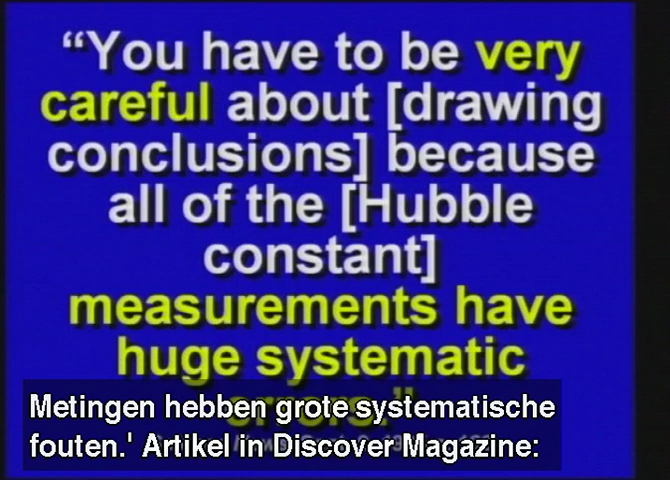 “You have to be very
careful about [drawing
conclusions] because
all of the [Hubble
constant]
measurements have
huge systematic
errors."
Metingen hebben grote systematische
fouten.' Artikel in Discover Magazine: